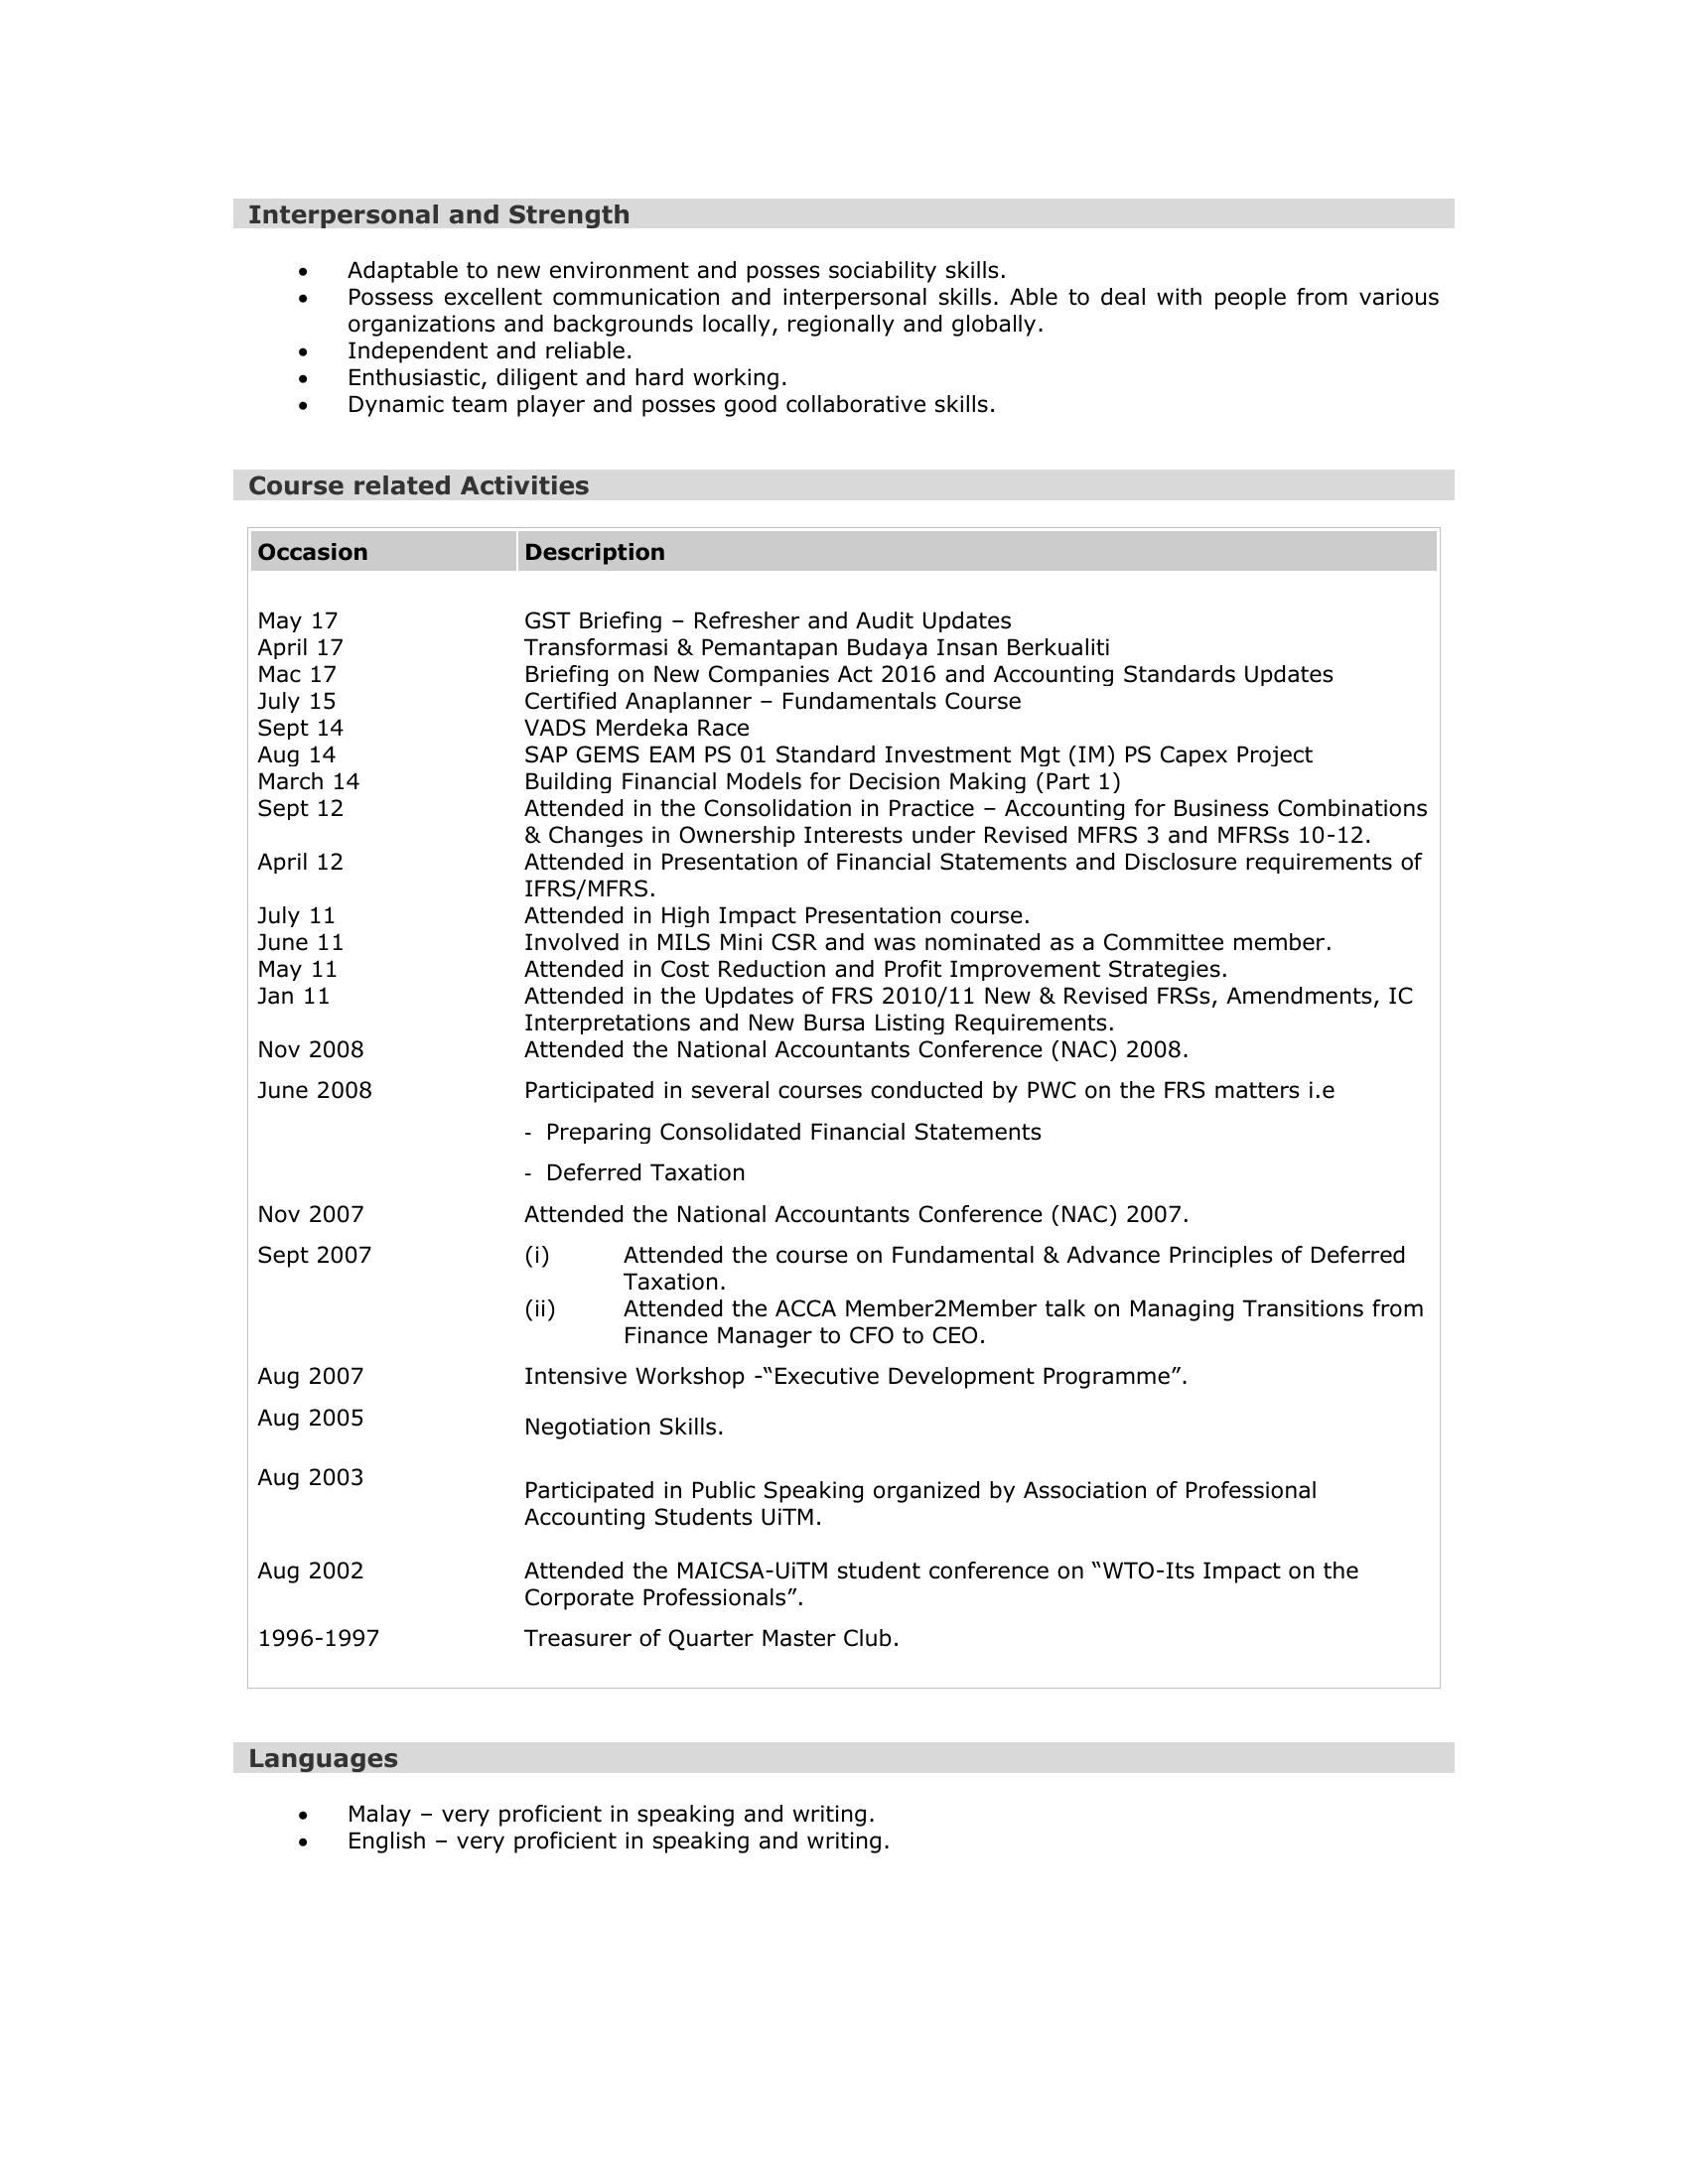 Interpersonal and Strength
• Adaptable to new environment and posses sociability skills.
• Possess excellent communication and interpersonal skills. Able to deal with people from various
organizations and backgrounds locally, regionally and globally.
• Independent and reliable.
• Enthusiastic, diligent and hard working.
• Dynamic team player and posses good collaborative skills.
Course related Activities
Occasion Description
May 17 GST Briefing – Refresher and Audit Updates
April 17 Transformasi & Pemantapan Budaya Insan Berkualiti
Mac 17 Briefing on New Companies Act 2016 and Accounting Standards Updates
July 15 Certified Anaplanner – Fundamentals Course
Sept 14 VADS Merdeka Race
Aug 14 SAP GEMS EAM PS 01 Standard Investment Mgt (IM) PS Capex Project
March 14 Building Financial Models for Decision Making (Part 1)
Sept 12 Attended in the Consolidation in Practice – Accounting for Business Combinations
& Changes in Ownership Interests under Revised MFRS 3 and MFRSs 10-12.
April 12 Attended in Presentation of Financial Statements and Disclosure requirements of
IFRS/MFRS.
July 11 Attended in High Impact Presentation course.
June 11 Involved in MILS Mini CSR and was nominated as a Committee member.
May 11 Attended in Cost Reduction and Profit Improvement Strategies.
Jan 11 Attended in the Updates of FRS 2010/11 New & Revised FRSs, Amendments, IC
Interpretations and New Bursa Listing Requirements.
Nov 2008 Attended the National Accountants Conference (NAC) 2008.
June 2008 Participated in several courses conducted by PWC on the FRS matters i.e
- Preparing Consolidated Financial Statements
- Deferred Taxation
Nov 2007 Attended the National Accountants Conference (NAC) 2007.
Sept 2007 (i) Attended the course on Fundamental & Advance Principles of Deferred
Taxation.
(ii) Attended the ACCA Member2Member talk on Managing Transitions from
Finance Manager to CFO to CEO.
Aug 2007 Intensive Workshop -“Executive Development Programme”.
Aug 2005 Negotiation Skills.
Aug 2003 Participated in Public Speaking organized by Association of Professional
Accounting Students UiTM.
Aug 2002 Attended the MAICSA-UiTM student conference on “WTO-Its Impact on the
Corporate Professionals”.
1996-1997 Treasurer of Quarter Master Club.
Languages
• Malay – very proficient in speaking and writing.
• English – very proficient in speaking and writing.